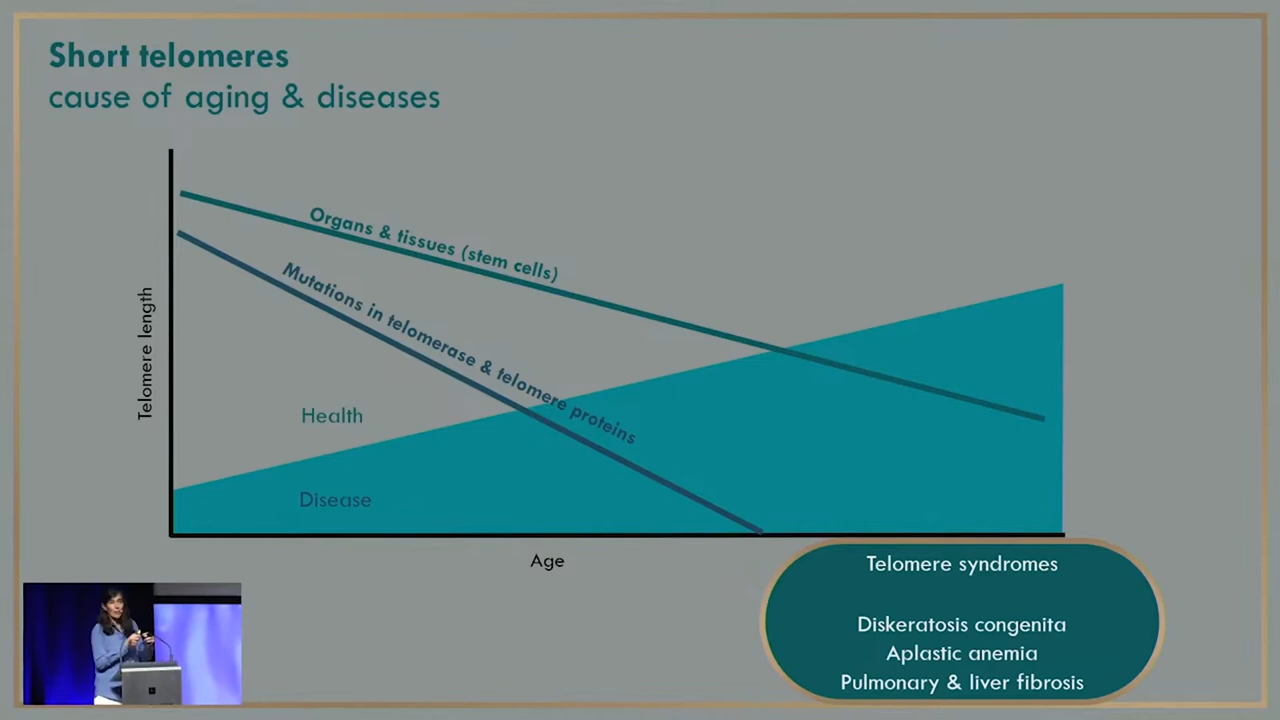 Short telomeres
cause of aging & diseases
Organs & tissues (stem cells)
Mutations in telomerase & telomere proteins
Telomere length
Health
Disease
Age
Telomere syndromes
Diskeratosis congenita
Aplastic anemia
Pulmonary & liver fibrosis